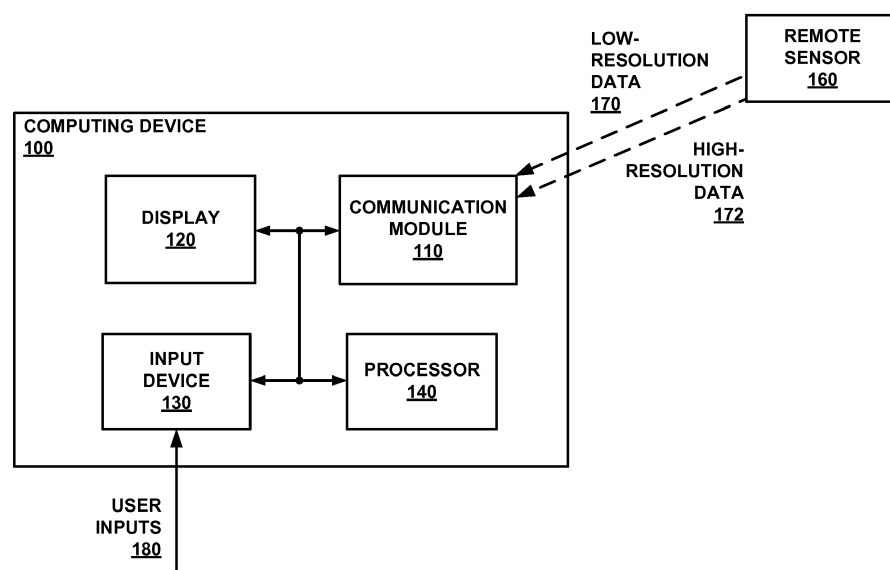 REMOTE
SENSOR
160
LOW-
RESOLUTION
DATA
170
COMPUTING DEVICE
100
HIGH-
RESOLUTION
DATA
172
DISPLAY
120
COMMUNICATION
MODULE
110
INPUT
DEVICE
130
PROCESSOR
140
USER
INPUTS
180